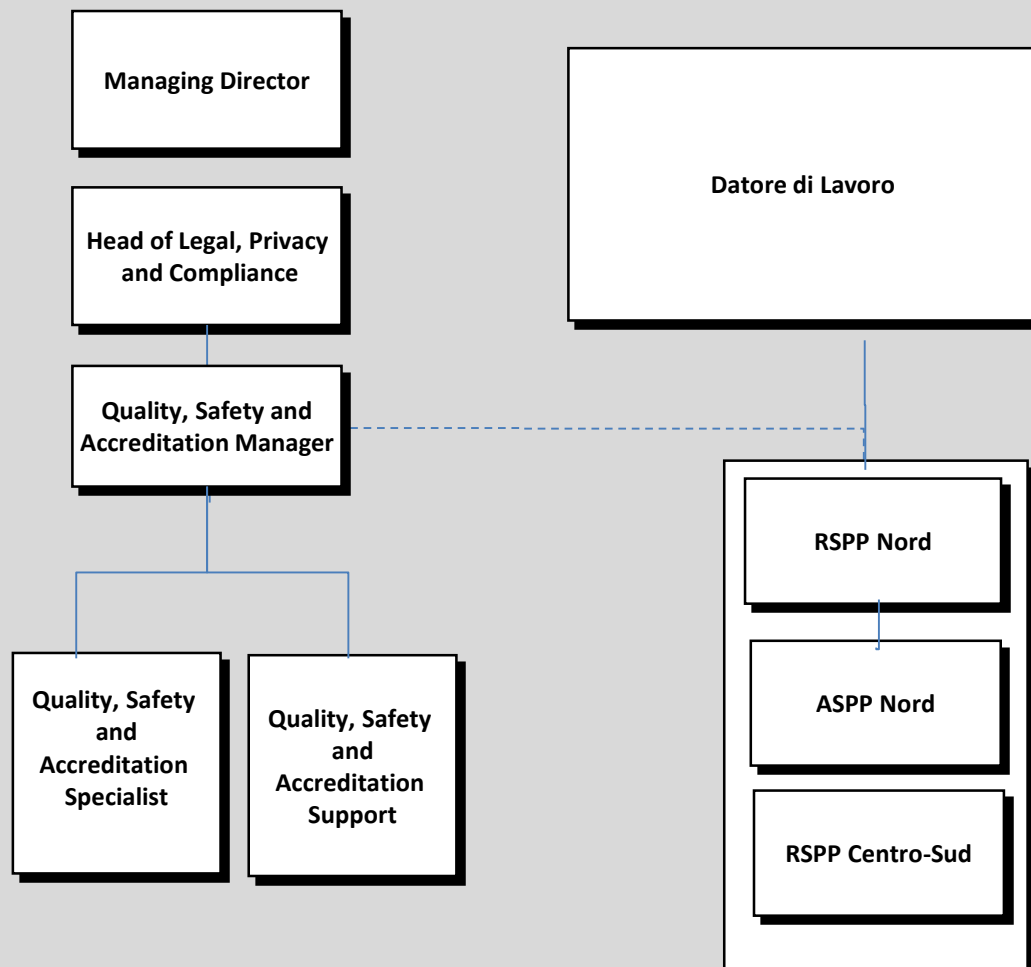 Managing Director
Datore di Lavoro
Head of Legal, Privacy
and Compliance
Quality, Safety and
Accreditation Manager
RSPP Nord
ASPP Nord
RSPP Centro-Sud
Quality, Safety
and
Accreditation
Specialist
Quality, Safety
and
Accreditation
Support